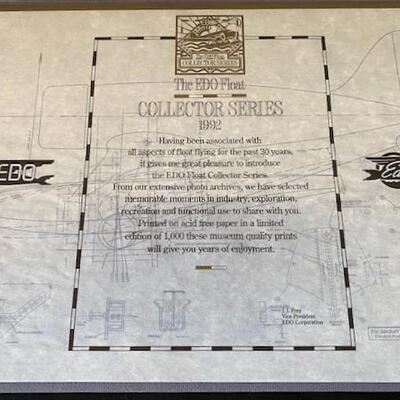 The EDO Float
COLLECTOR SERIES
The EDO Float
COLLECTOR SERIES
1992
Having been associated with
all aspects of float flying for the past 30 years,
it gives me great pleasure to introduce
the EDO Float Collector Series.
From our extensive photo archives, we have selected
memorable moments in industry, exploration,
recreation and functional use to share with you.
Printed on acid free paper in a limited
edition of 1,000 these museum quality prints
will give you years of enjoyment.
EDO
Ed
Vice President
EDO Corporation